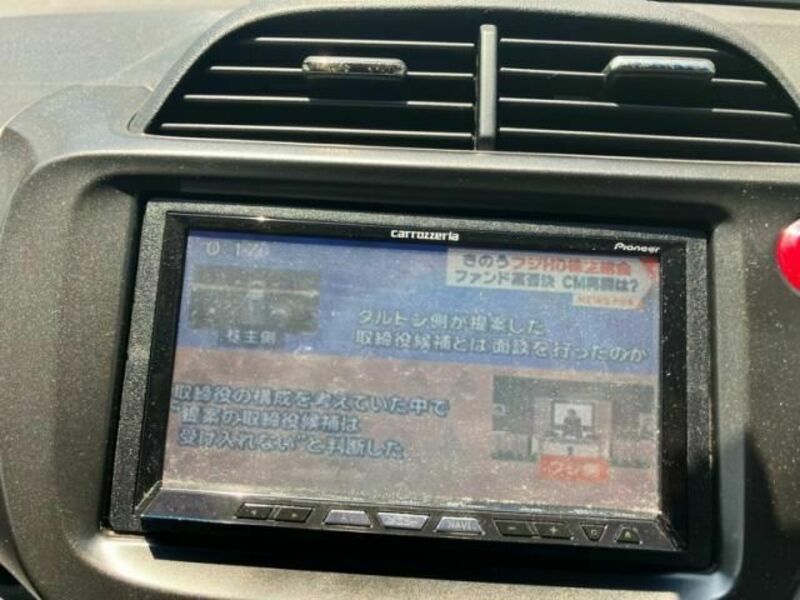 carrozzeria
Pioneer
きのうフジHD株主総会
ファンド 否決 CM再開は?
株主側
ダルトン側が提案した、
取締役候補とは 面談を行ったのか
取締役の構成を考えていた中で
"提案の取締役候補は
受け入れない"と判断した。
フジ側
NAVI